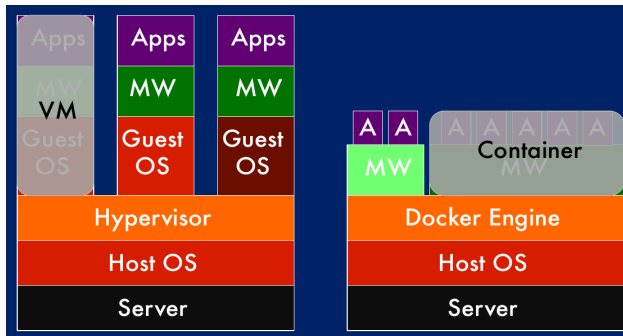 Apps
MW
VM
Guest
OS
Apps
MW
Guest
OS
Apps
MW
Guest
OS
Hypervisor
Host OS
Server
A A
MW
A A A A A
Container
MW
Docker Engine
Host OS
Server